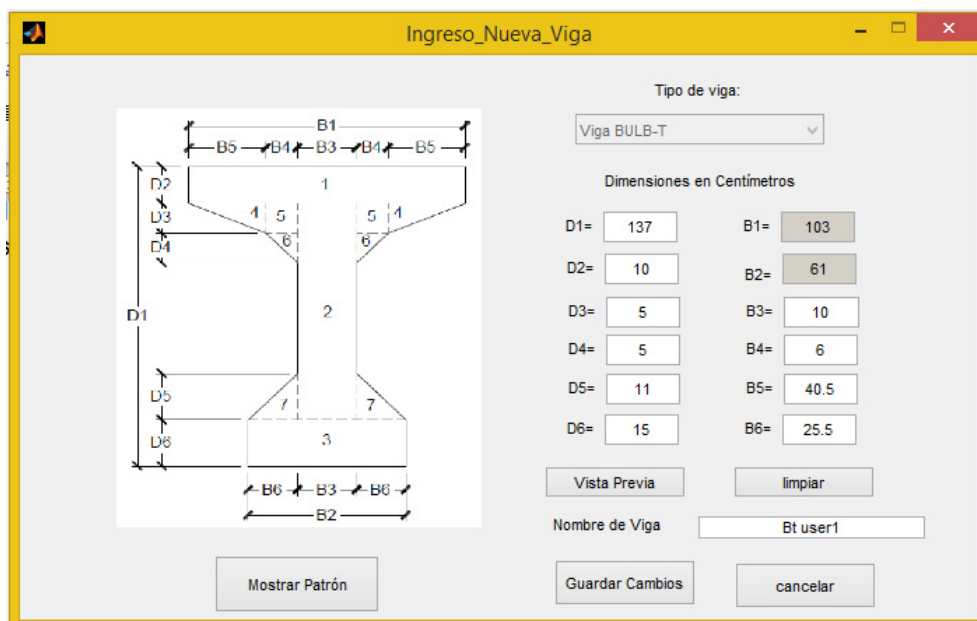 Ingreso_Nueva_Viga
B1
B5 B4 B3 B4 B5
D2
D3
D4
D1
D5
D6
1
4 5 5 4
6 6
2
7 7
3
B6 B3 B6
B2
Mostrar Patrón
Tipo de viga:
Viga BULB-T
Dimensiones en Centímetros
D1= 137 B1= 103
D2= 10 B2= 61
D3= 5 B3= 10
D4= 5 B4= 6
D5= 11 B5= 40.5
D6= 15 B6= 25.5
Vista Previa limpiar
Nombre de Viga Bt user1
Guardar Cambios cancelar